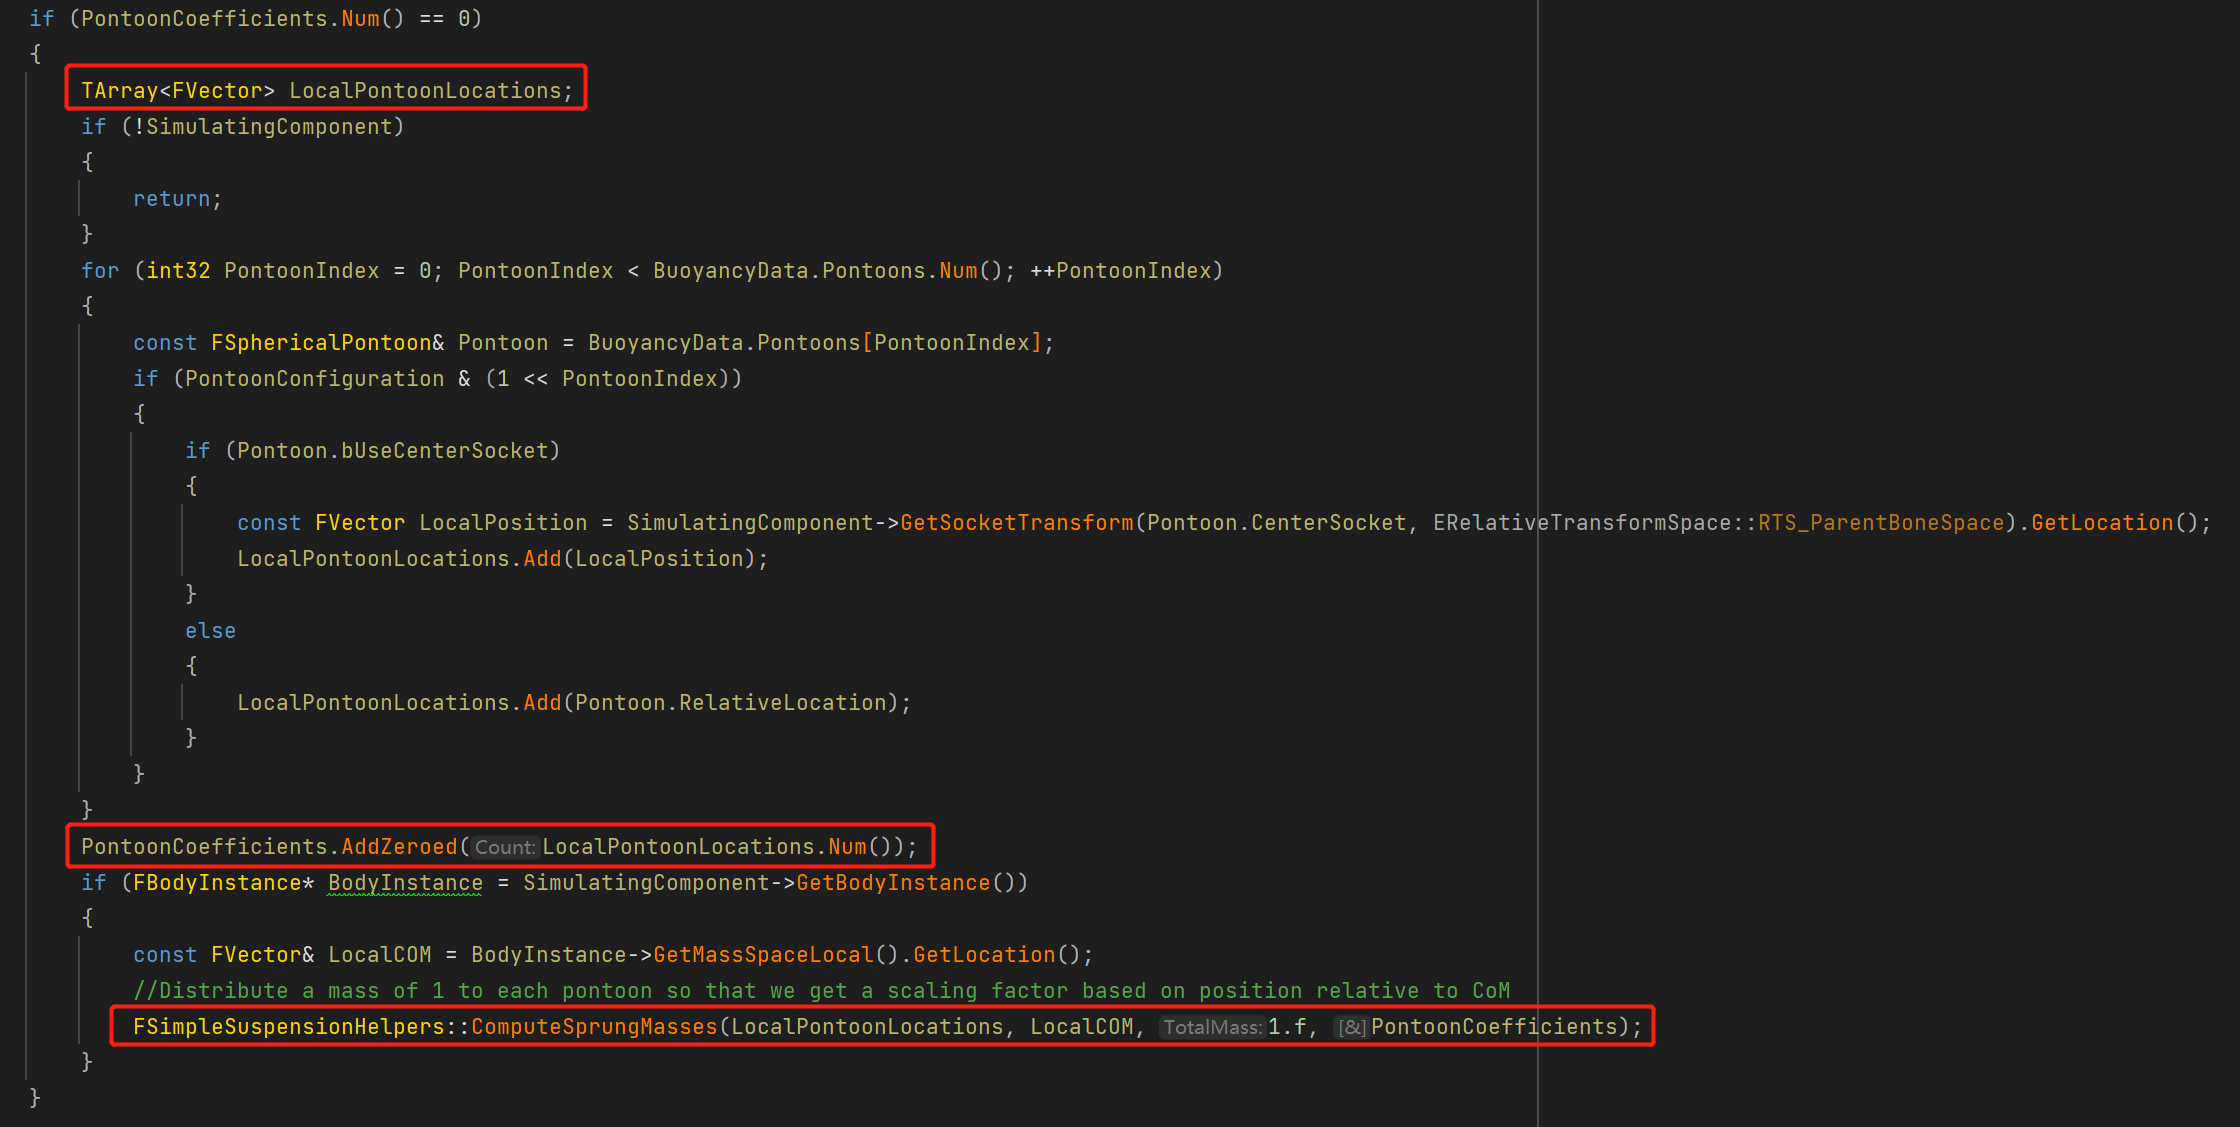 if (PontoonCoefficients.Num() == 0)
{
TArray<FVector> LocalPontoonLocations;
if (!SimulatingComponent)
{
return;
}
for (int32 PontoonIndex = 0; PontoonIndex < BuoyancyData.Pontoons.Num(); ++PontoonIndex)
{
const FSphericalPontoon& Pontoon = BuoyancyData.Pontoons[PontoonIndex];
if (PontoonConfiguration & (1 << PontoonIndex))
{
if (Pontoon.bUseCenterSocket)
{
const FVector LocalPosition = SimulatingComponent->GetSocketTransform(Pontoon.CenterSocket, ERelativeTransformSpace::RTS_ParentBoneSpace).GetLocation();
LocalPontoonLocations.Add(LocalPosition);
}
else
{
LocalPontoonLocations.Add(Pontoon.RelativeLocation);
}
}
}
PontoonCoefficients.AddZeroed(Count:LocalPontoonLocations.Num());
if (FBodyInstance* BodyInstance = SimulatingComponent->GetBodyInstance())
{
const FVector& LocalCOM = BodyInstance->GetMassSpaceLocal().GetLocation();
//Distribute a mass of 1 to each pontoon so that we get a scaling factor based on position relative to CoM
FSimpleSuspensionHelpers::ComputeSprungMasses(LocalPontoonLocations, LocalCOM, TotalMass:1.f, [&]PontoonCoefficients);
}
}